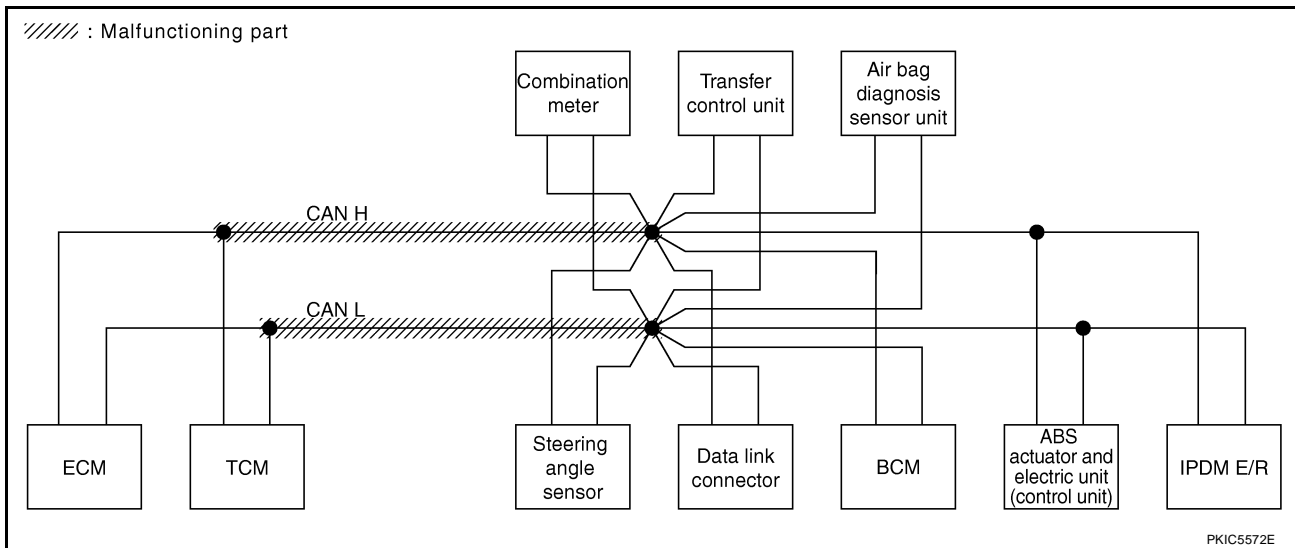 : Malfunctioning part
Combination
meter
Transfer
control unit
Air bag
diagnosis
sensor unit
CAN H
CAN L
ECM
TCM
Steering
angle
sensor
Data link
connector
BCM
ABS
actuator and
electric unit
(control unit)
IPDM E/R
PKIC5572E